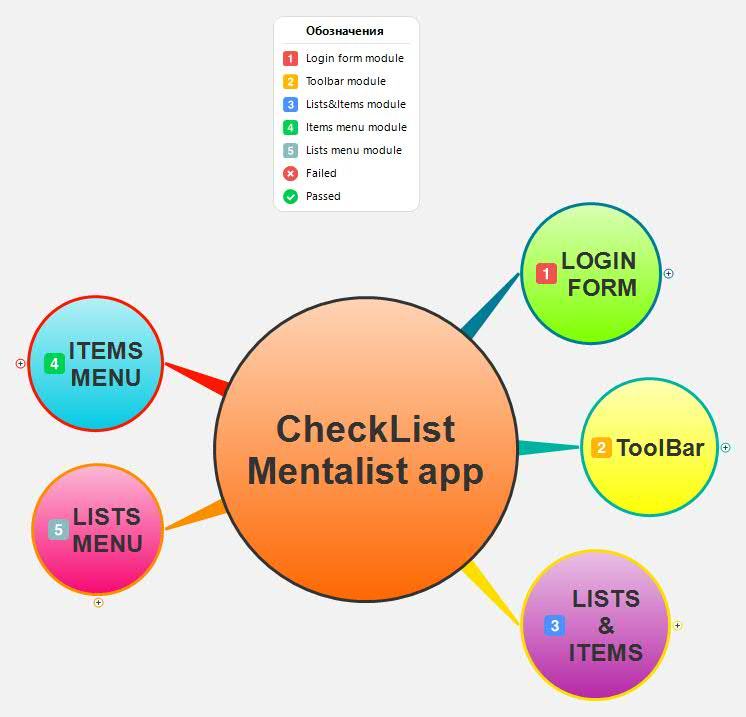 Обозначения
1 Login form module
2 Toolbar module
3 Lists&Items module
4 Items menu module
5 Lists menu module
Failed
Passed
1 LOGIN
FORM
4 ITEMS
MENU
CheckList
Mentalist app
2 ToolBar
5 LISTS
MENU
3 LISTS
&
ITEMS